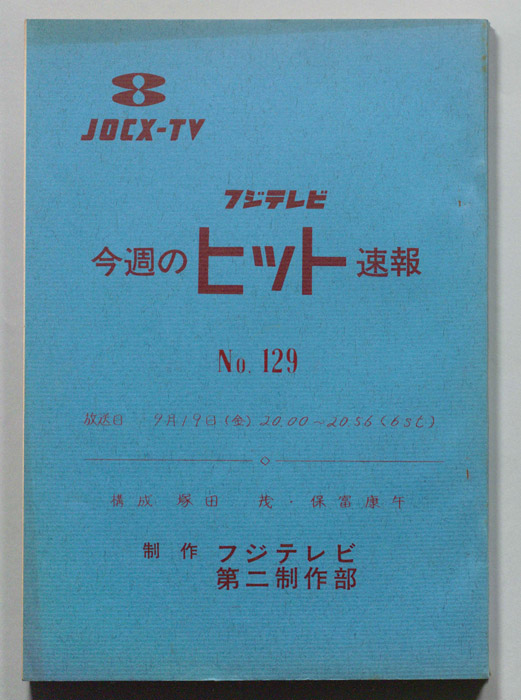 JOCX-TV
フジテレビ
今週のヒット速報
No. 129
放送日 9月19日(金) 20.00~20.56(6st)
構成 塚田 茂・保富康午
制作 フジテレビ
第二制作部